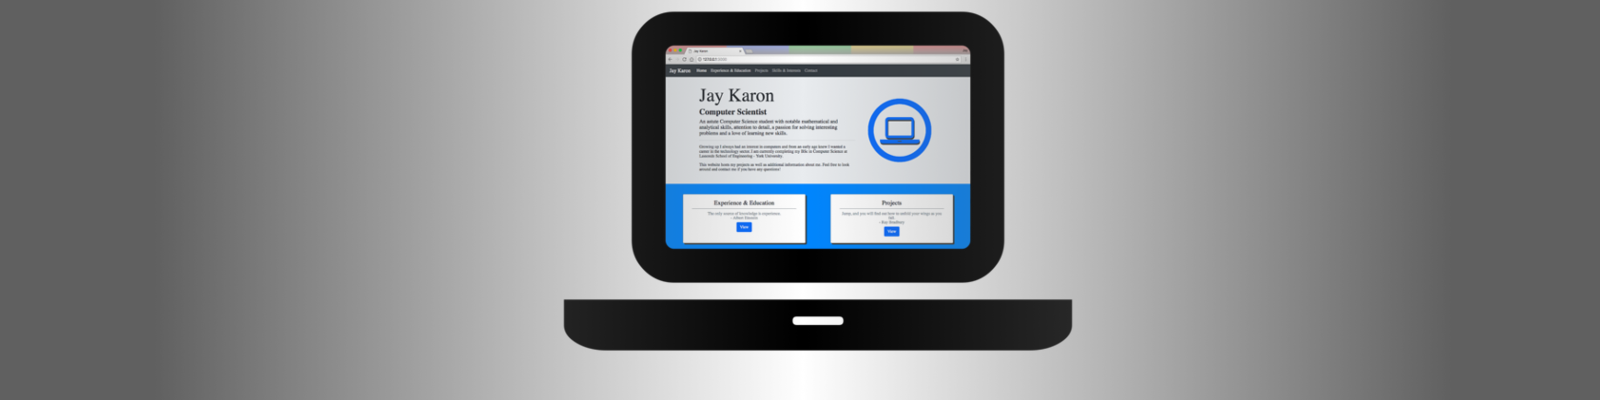 Jay Karon
127.0.0.1
Jay Karon Home Experience & Education Projects Skills & Interests Contact
Jay Karon
Computer Scientist
An astute Computer Science student with notable mathematical and
analytical skills, attention to detail, a passion for solving interesting
problems and a love of learning new skills.
Growing up I always had an interest in computers and from an early age knew I wanted a
career in the technology sector. I am currently completing my BSc in Computer Science at
Lassonde School of Engineering - York University.
This website hosts my projects as well as additional information about me. Feel free to look
around and contact me if you have any questions!
Experience & Education
The only source of knowledge is experience.
- Albert Einstein
View
Projects
Jump, and you will find out how to unfold your wings as you
fall.
- Ray Bradbury
View